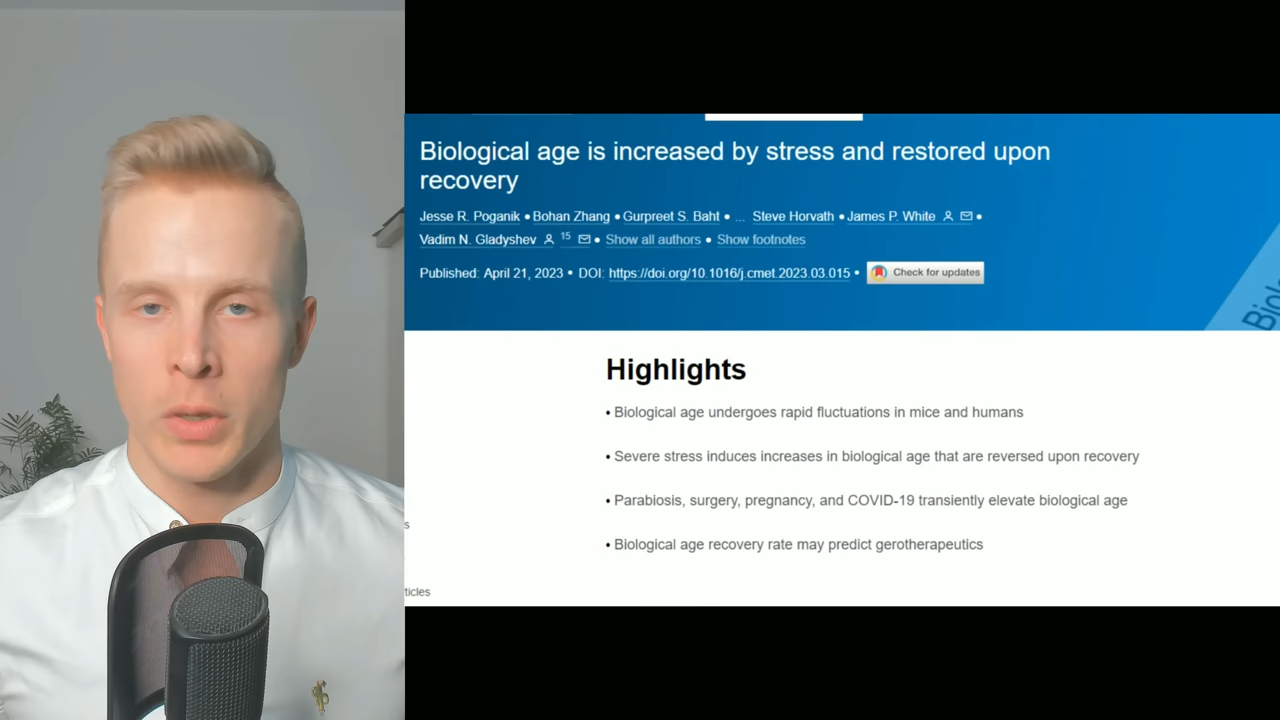 Biological age is increased by stress and restored upon
recovery
Jesse R. Poganik • Bohan Zhang • Gurpreet S. Baht • ... Steve Horvath • James P. White •
Vadim N. Gladyshev 15 • Show all authors • Show footnotes
Published: April 21, 2023 • DOI: https://doi.org/10.1016/j.cmet.2023.03.015 • Check for updates
Highlights
• Biological age undergoes rapid fluctuations in mice and humans
• Severe stress induces increases in biological age that are reversed upon recovery
• Parabiosis, surgery, pregnancy, and COVID-19 transiently elevate biological age
• Biological age recovery rate may predict gerotherapeutics
s
ticles